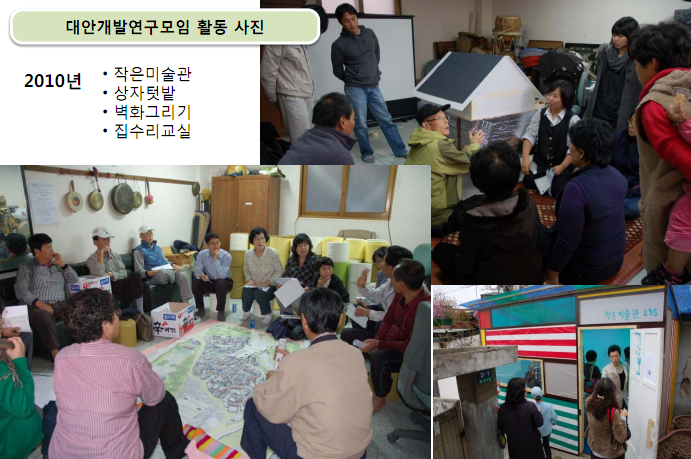 대안개발연구모임 활동 사진
2010년
• 작은미술관
• 상자텃밭
• 벽화그리기
• 집수리교실
작은미술관 295
3-1